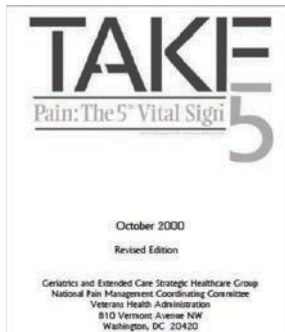 TAKE
5
Pain: The 5th Vital Sign
October 2000
Revised Edition
Geriatrics and Extended Care Strategic Healthcare Group
National Pain Management Coordinating Committee
Veterans Health Administration
810 Vermont Avenue NW
Washington, DC 20420